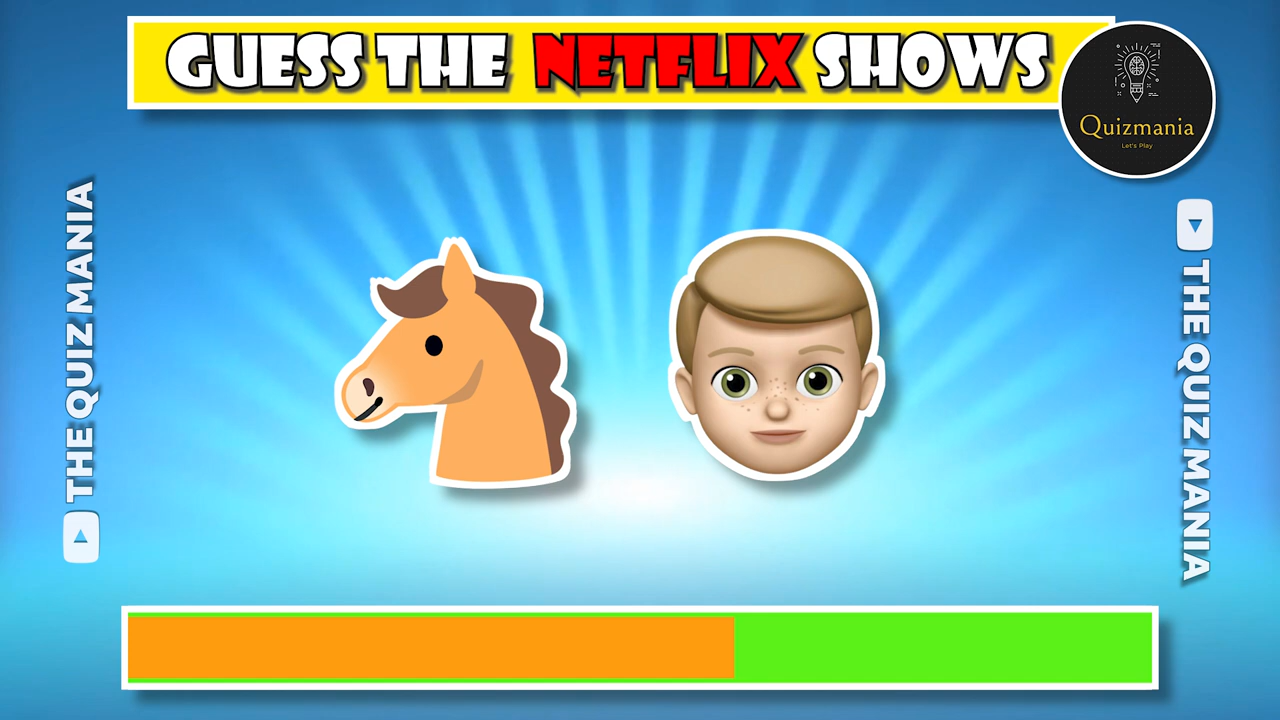 GUESS THE NETFLIX SHOWS
Quizmania
Let's Play
THE QUIZ MANIA
THE QUIZ MANIA